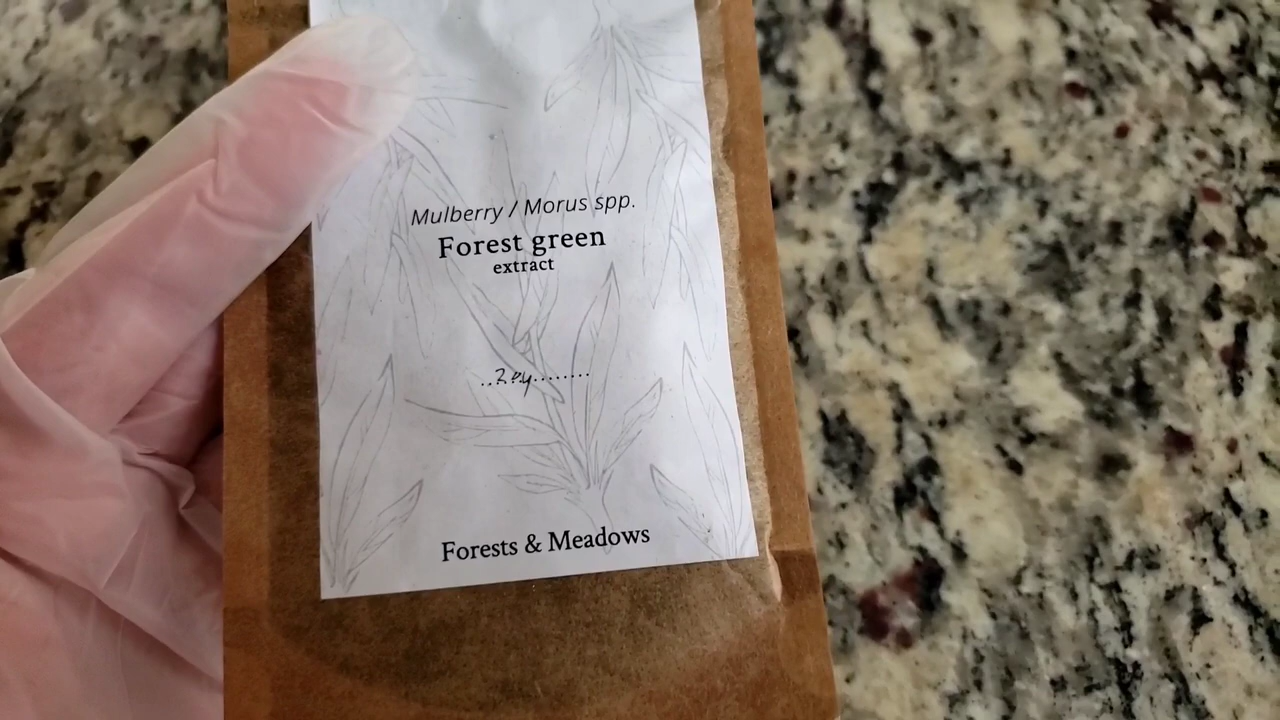 Mulberry / Morus spp.
Forest green
extract
Forests & Meadows